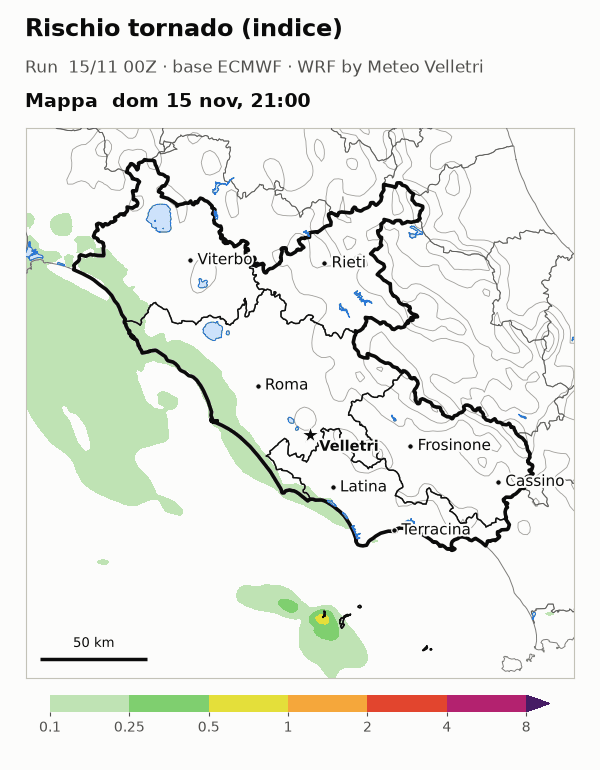 Rischio tornado (indice)
Run  15/11 00Z · base ECMWF · WRF by Meteo Velletri
Mappa  dom 15 nov, 21:00
Viterbo
Rieti
Roma
Velletri
Frosinone
Latina
Cassino
Terracina
50 km
0.1 0.25 0.5 1 2 4 8